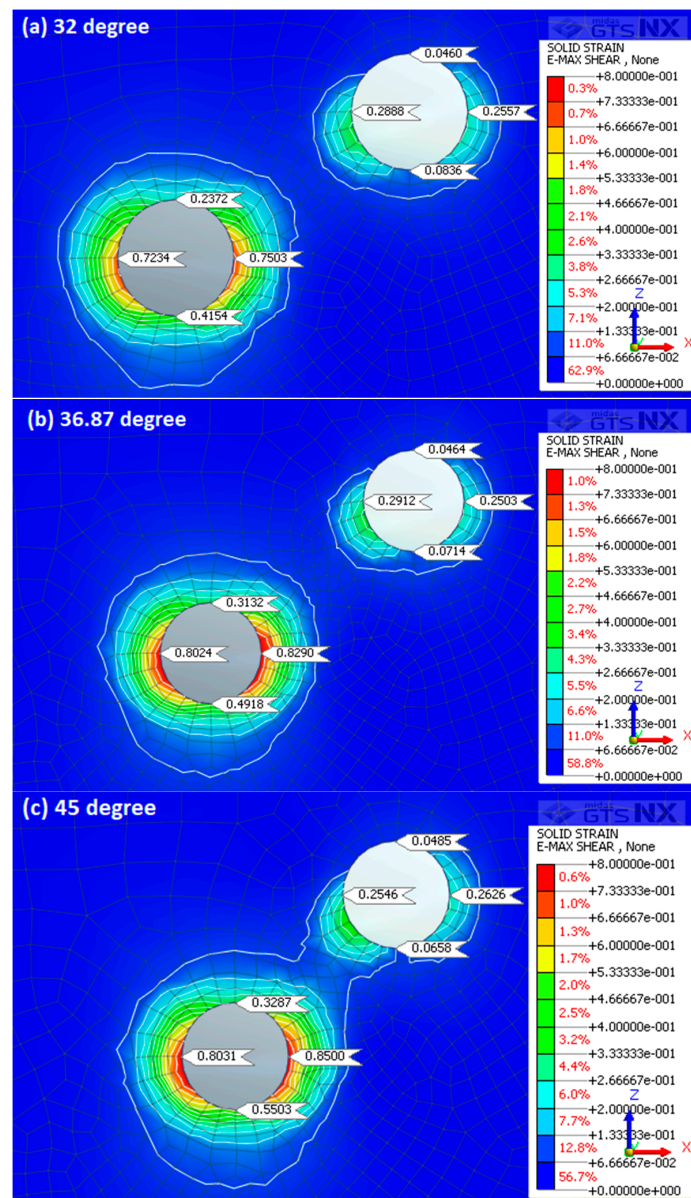 (a) 32 degree
midas
GTS NX
SOLID STRAIN
E-MAX SHEAR , None
+8.00000e-001
0.3%
+7.33333e-001
0.7%
+6.66667e-001
1.0%
+6.00000e-001
1.4%
+5.33333e-001
1.8%
+4.66667e-001
2.1%
+4.00000e-001
2.6%
+3.33333e-001
3.8%
+2.66667e-001
5.3%
+2.00000e-001
7.1%
+1.33333e-001
11.0%
+6.66667e-002
62.9%
+0.00000e+000
Z
Y
X
0.0460
0.2888
0.2557
0.0836
0.2372
0.7234
0.7503
0.4154
(b) 36.87 degree
midas
GTS NX
SOLID STRAIN
E-MAX SHEAR , None
+8.00000e-001
1.0%
+7.33333e-001
1.3%
+6.66667e-001
1.5%
+6.00000e-001
1.8%
+5.33333e-001
2.2%
+4.66667e-001
2.7%
+4.00000e-001
3.4%
+3.33333e-001
4.3%
+2.66667e-001
5.5%
+2.00000e-001
6.6%
+1.33333e-001
11.0%
+6.66667e-002
58.8%
+0.00000e+000
Z
Y
X
0.0464
0.2912
0.2503
0.0714
0.3132
0.8024
0.8290
0.4918
(c) 45 degree
midas
GTS NX
SOLID STRAIN
E-MAX SHEAR , None
+8.00000e-001
0.6%
+7.33333e-001
1.0%
+6.66667e-001
1.3%
+6.00000e-001
1.7%
+5.33333e-001
2.0%
+4.66667e-001
2.5%
+4.00000e-001
3.2%
+3.33333e-001
4.4%
+2.66667e-001
6.0%
+2.00000e-001
7.7%
+1.33333e-001
12.8%
+6.66667e-002
56.7%
+0.00000e+000
Z
Y
X
0.0485
0.2546
0.2626
0.0658
0.3287
0.8031
0.8500
0.5503